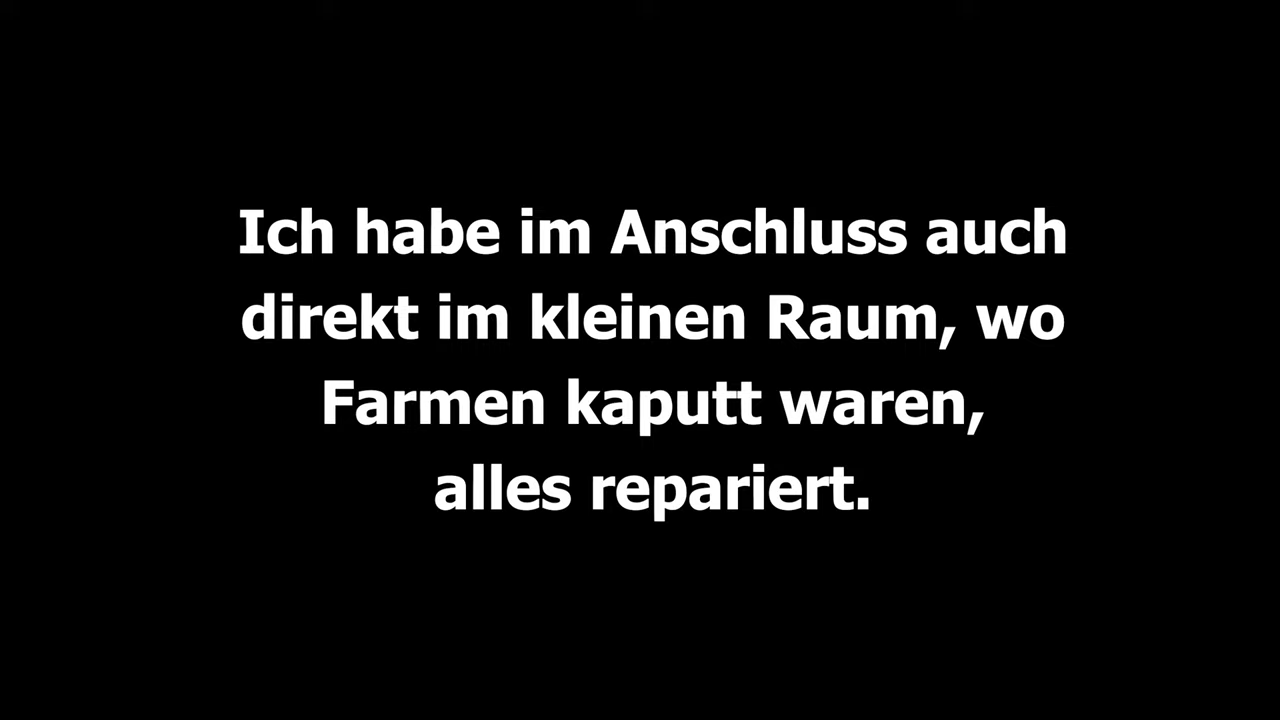 Ich habe im Anschluss auch
direkt im kleinen Raum, wo
Farmen kaputt waren,
alles repariert.